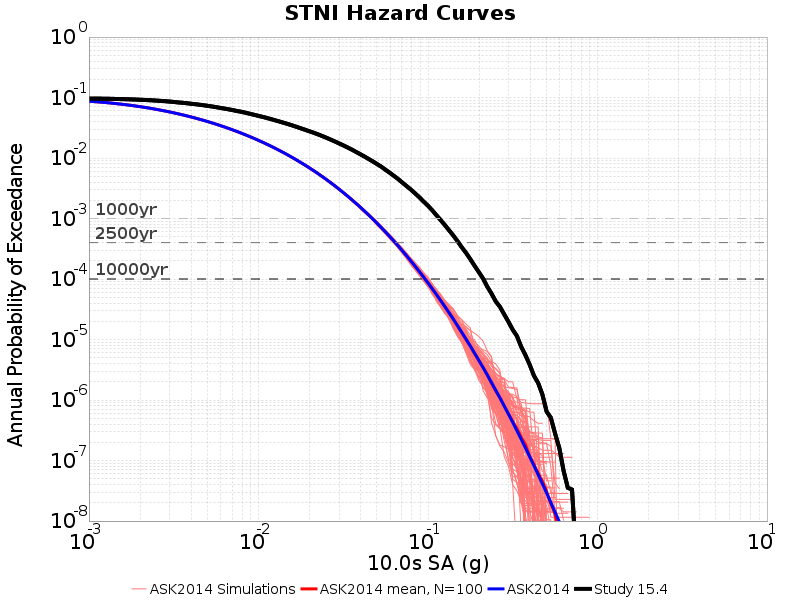 STNI Hazard Curves
Annual Probability of Exceedance
10^0
10^-1
10^-2
10^-3
10^-4
10^-5
10^-6
10^-7
10^-8
1000yr
2500yr
10000yr
10^-3 10^-2 10^-1 10^0 10^1
10.0s SA (g)
ASK2014 Simulations ASK2014 mean, N=100 ASK2014 Study 15.4